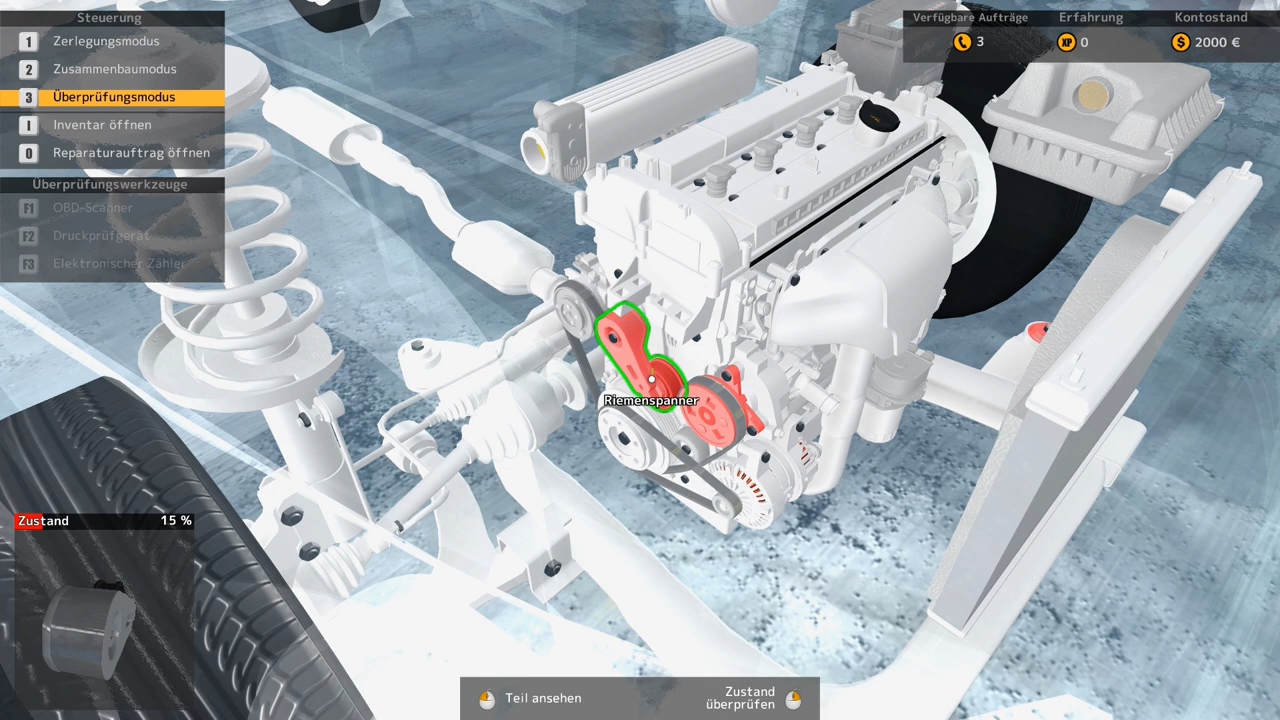 Steuerung
1 Zerlegungsmodus
2 Zusammenbaumodus
3 Überprüfungsmodus
I Inventar öffnen
O Reparaturauftrag öffnen
Überprüfungswerkzeuge
F1 OBD-Scanner
F2 Druckprüfgerät
F3 Elektronischer Zähler
Verfügbare Aufträge Erfahrung Kontostand
3 XP 0 $ 2000 €
Riemenspanner
Zustand 15 %
Teil ansehen
Zustand
überprüfen